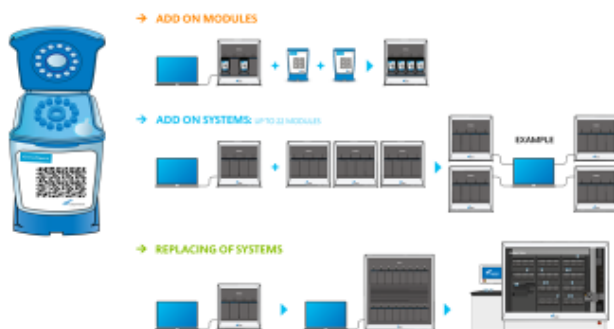 → ADD ON MODULES
→ ADD ON SYSTEMS: UP TO 22 MODULES
EXAMPLE
→ REPLACING OF SYSTEMS